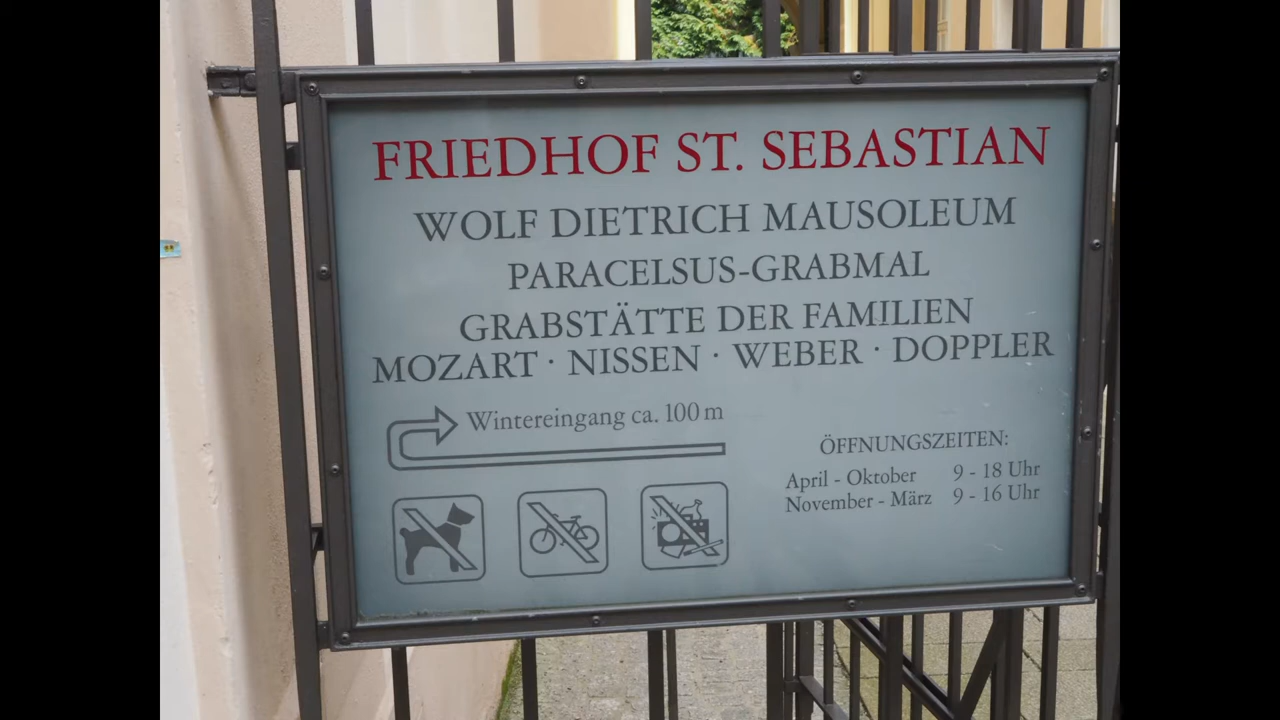 FRIEDHOF ST. SEBASTIAN
WOLF DIETRICH MAUSOLEUM
PARACELSUS-GRABMAL
GRABSTÄTTE DER FAMILIEN
MOZART · NISSEN · WEBER · DOPPLER
Wintereingang ca. 100 m
ÖFFNUNGSZEITEN:
April - Oktober 9 - 18 Uhr
November - März 9 - 16 Uhr